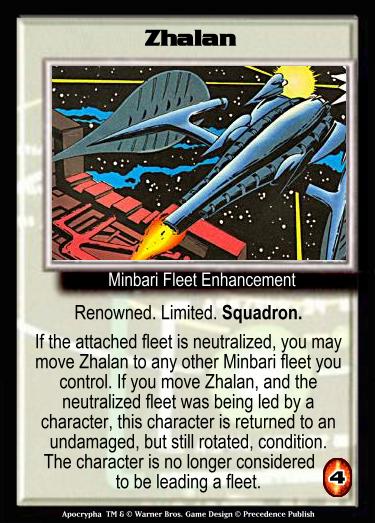 Zhalan
Minbari Fleet Enhancement
Renowned. Limited. Squadron.
If the attached fleet is neutralized, you may
move Zhalan to any other Minbari fleet you
control. If you move Zhalan, and the
neutralized fleet was being led by a
character, this character is returned to an
undamaged, but still rotated, condition.
The character is no longer considered
to be leading a fleet.
4
Apocrypha TM & © Warner Bros. Game Design © Precedence Publish